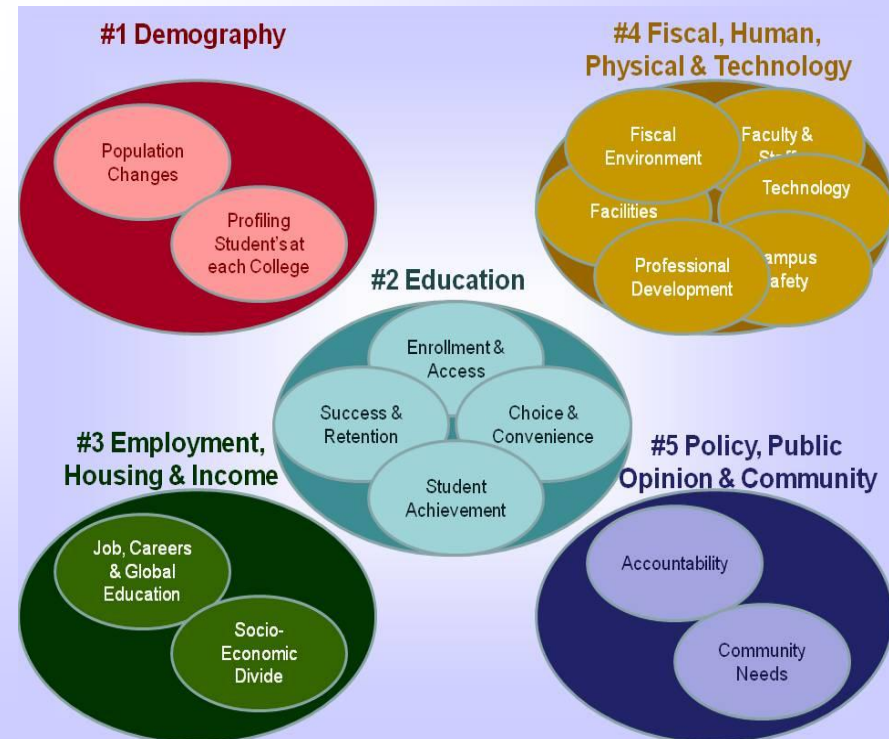 #1 Demography
Population
Changes
Profiling
Student's at
each College
#4 Fiscal, Human,
Physical & Technology
Fiscal
Environment
Faculty &
Facilities
Technology
Professional
Development
#2 Education
Enrollment &
Access
Success &
Retention
Choice &
Convenience
Student
Achievement
#3 Employment,
Housing & Income
Job, Careers
& Global
Education
Socio-
Economic
Divide
#5 Policy, Public
Opinion & Community
Accountability
Community
Needs